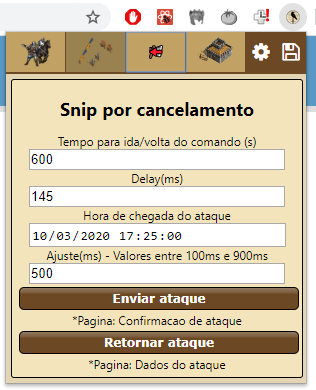 Snip por cancelamento
Tempo para ida/volta do comando (s)
600
Delay(ms)
145
Hora de chegada do ataque
10/03/2020 17:25:00
Ajuste(ms) - Valores entre 100ms e 900ms
500
Enviar ataque
*Pagina: Confirmacao de ataque
Retornar ataque
*Pagina: Dados do ataque